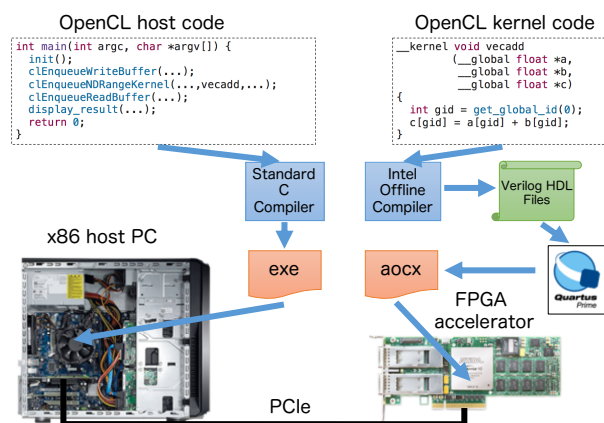 OpenCL host code
int main(int argc, char *argv[]) {
init();
clEnqueueWriteBuffer(...);
clEnqueueNDRangeKernel(...,vecadd,...);
clEnqueueReadBuffer(...);
display_result(...);
return 0;
}
OpenCL kernel code
__kernel void vecadd
(__global float *a,
__global float *b,
__global float *c)
{
int gid = get_global_id(0);
c[gid] = a[gid] + b[gid];
}
Standard
C
Compiler
Intel
Offline
Compiler
Verilog HDL
Files
x86 host PC
exe
aocx
Quartus
Prime
FPGA
accelerator
PCIe